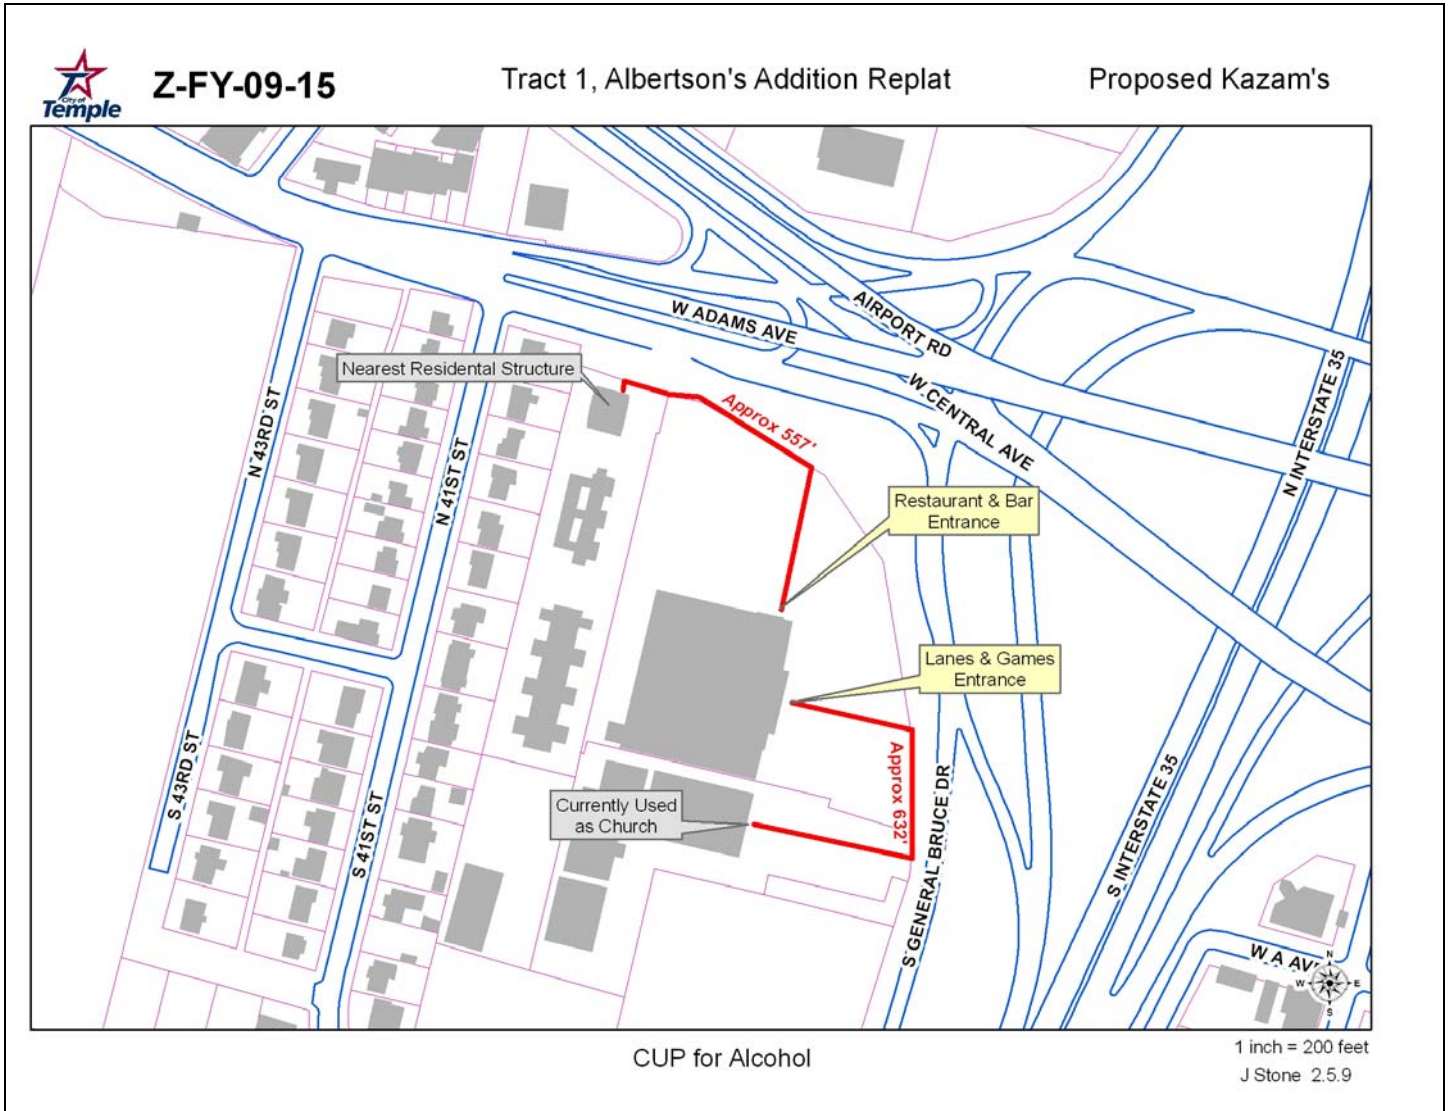 City of
Temple
Z-FY-09-15
Tract 1, Albertson's Addition Replat
Proposed Kazam's
W ADAMS AVE
AIRPORT RD
W CENTRAL AVE
N INTERSTATE 35
Nearest Residental Structure
Approx 557'
N 43RD ST
N 41ST ST
Restaurant & Bar
Entrance
Lanes & Games
Entrance
S 43RD ST
S 41ST ST
Currently Used
as Church
Approx 632'
S GENERAL BRUCE DR
S INTERSTATE 35
W A AVE
N
W
E
S
CUP for Alcohol
1 inch = 200 feet
J Stone 2.5.9